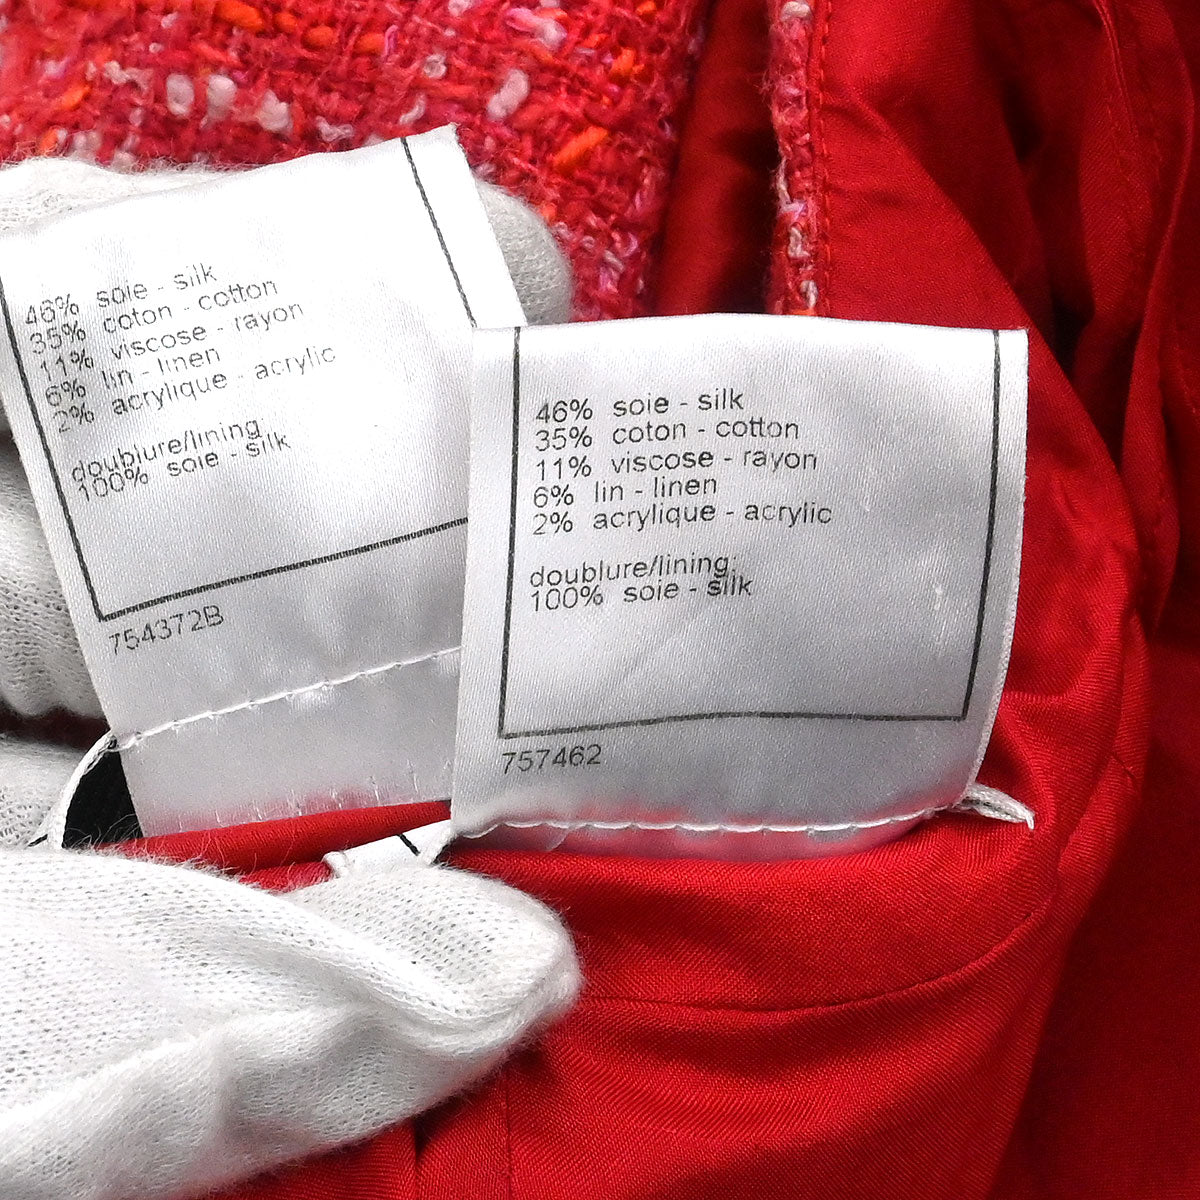 46% soie - silk
35% coton - cotton
11% viscose - rayon
6% lin - linen
2% acrylique - acrylic
doublure/lining:
100% soie - silk
754372B
46% soie - silk
35% coton - cotton
11% viscose - rayon
6% lin - linen
2% acrylique - acrylic
doublure/lining:
100% soie - silk
757462